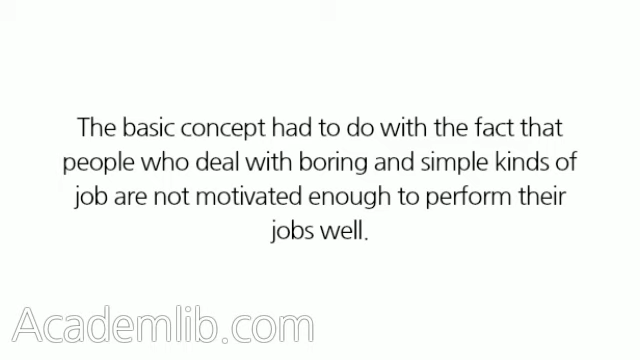 The basic concept had to do with the fact that
people who deal with boring and simple kinds of
job are not motivated enough to perform their
jobs well.
Academlib.com